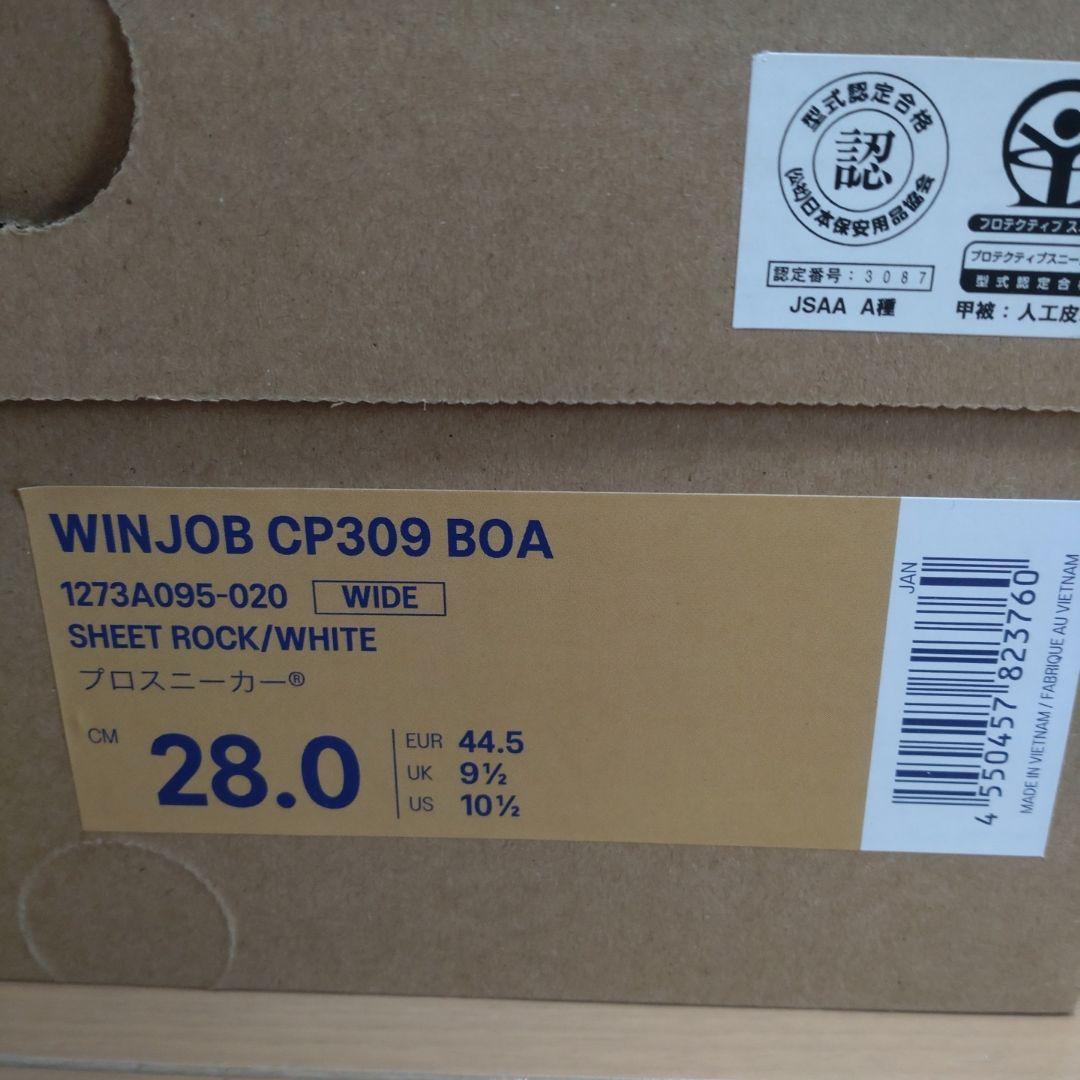 型式認定合格
認
(公社)日本保安用品協会
認定番号：3087
JSAA A種
プロテクティブ
プロテクティブスニー
型式認定合
甲被：人工皮
WINJOB CP309 BOA
1273A095-020 WIDE
SHEET ROCK/WHITE
プロスニーカー®
CM 28.0
EUR 44.5
UK 9½
US 10½
JAN
4 550457 823760
MADE IN VIETNAM / FABRIQUE AU VIETNAM